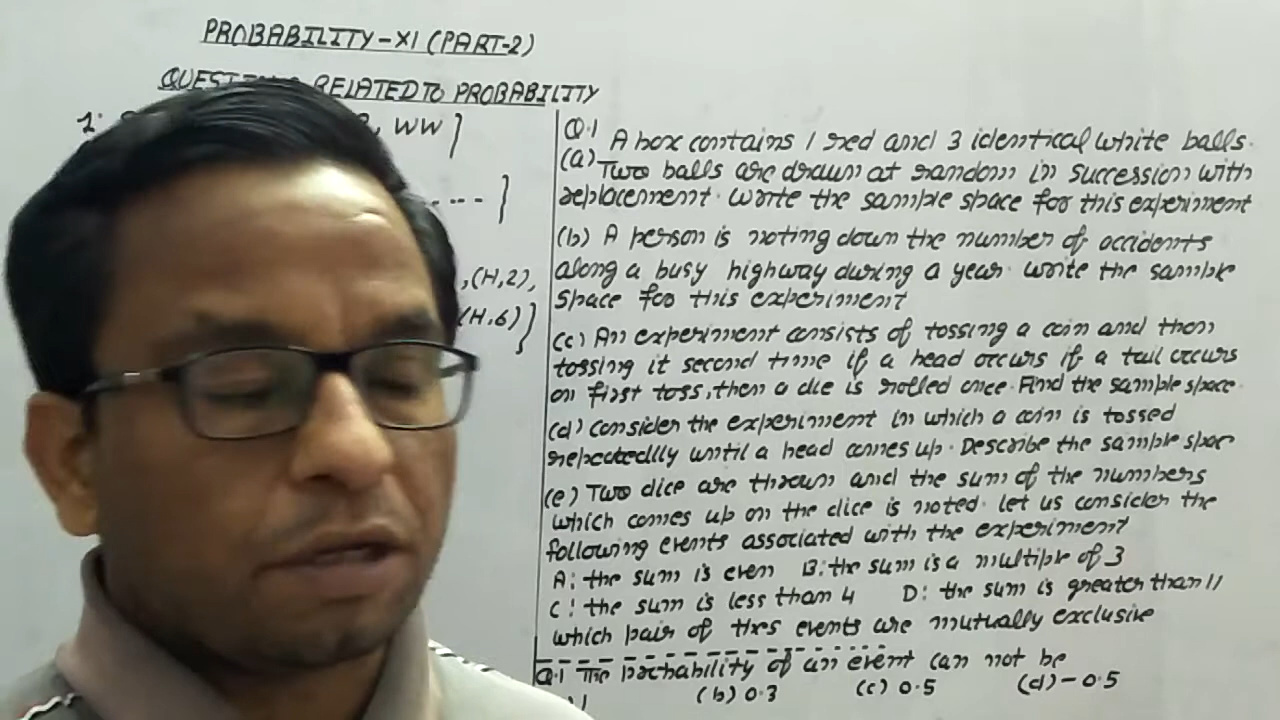 PROBABILITY-XI (PART-2)
RELATED TO PROBABILITY
WW }
---- }
,(H,2),
(H,6) }
Q.1 A box contains 1 red and 3 identical white balls.
(a) Two balls are drawn at random in succession with
replacement. write the sample space for this experiment
(b) A person is noting down the number of accidents
along a busy highway during a year. write the sample
space for this experiment
(c) An experiment consists of tossing a coin and then
tossing it second time if a head occurs if a tail occurs
on first toss, then a die is rolled once. Find the sample space.
(d) consider the experiment in which a coin is tossed
until a head comes up. Describe the sample spac
(e) Two dice are thrown and the sum of the numbers
which comes up on the dice is noted. let us consider the
following events associated with the experiment
A: the sum is even B: the sum is a multiple of 3
C: the sum is less than 4 D: the sum is greater than 11
which pair of events are mutually exclusive
Q.1 The probability of an event can not be
(b) 0.3 (c) 0.5 (d) -0.5